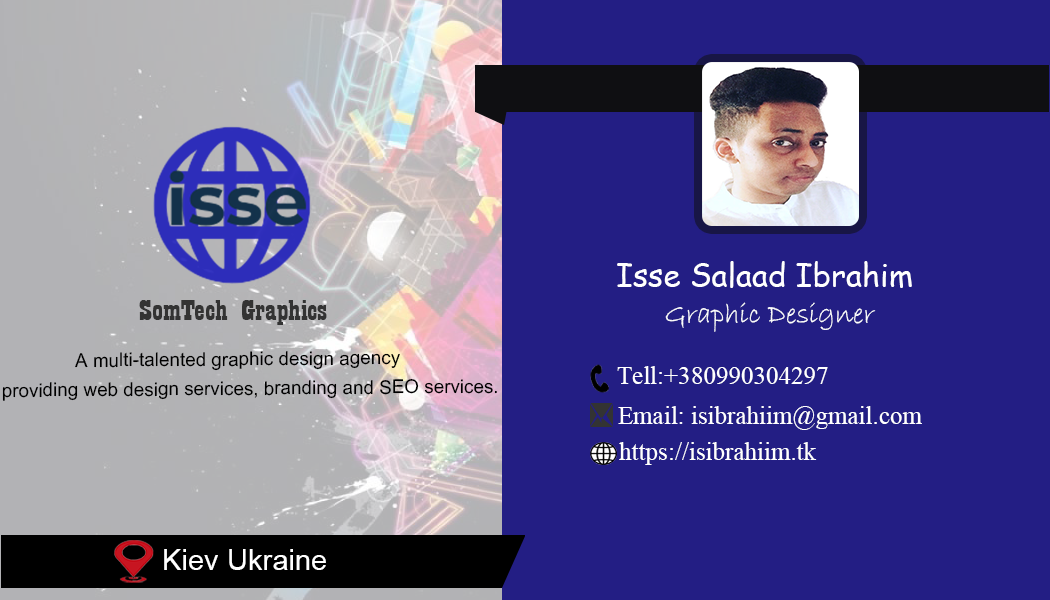 isse
SomTech Graphics
A multi-talented graphic design agency
providing web design services, branding and SEO services.
Kiev Ukraine
Isse Salaad Ibrahim
Graphic Designer
Tell:+380990304297
Email: isibrahiim@gmail.com
https://isibrahiim.tk